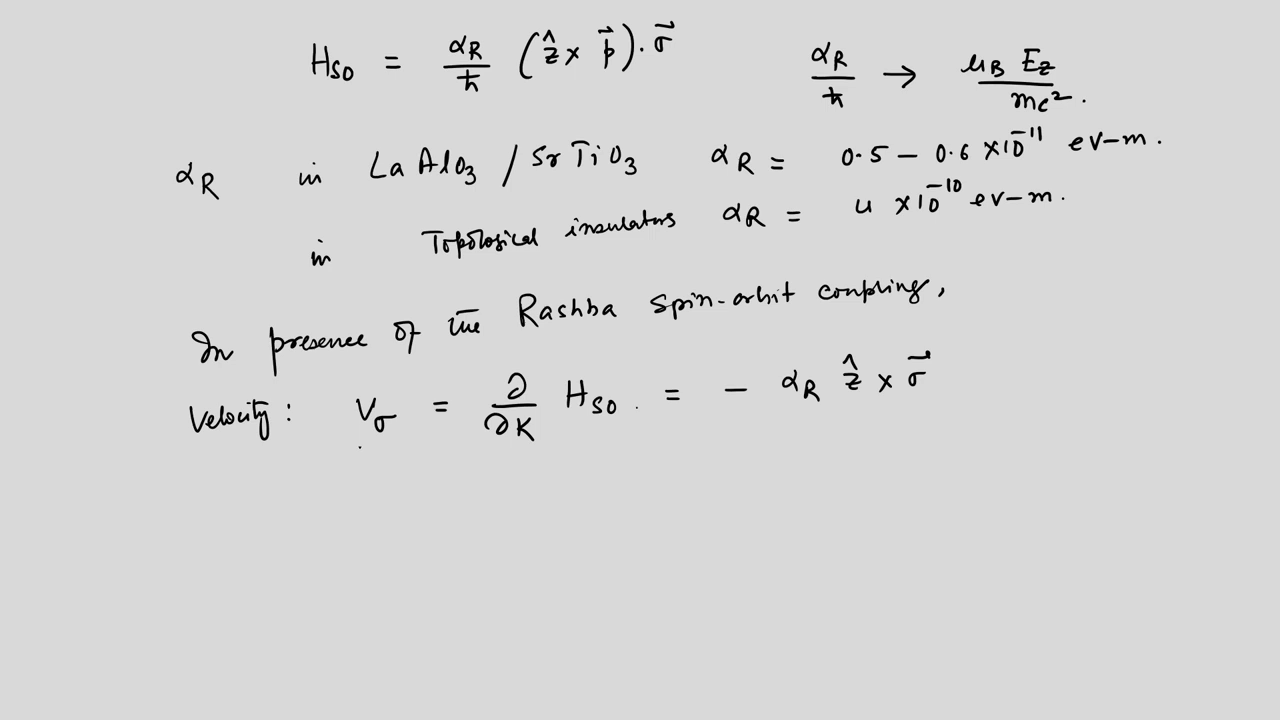 H_SO = α_R/ħ (ẑ × p⃗)·σ⃗    α_R/ħ → μ_B E_z / mc².
α_R in LaAlO₃ / SrTiO₃ α_R = 0.5 – 0.6 ×10⁻¹¹ ev–m.
in Topological insulators α_R = 4 ×10⁻¹⁰ ev–m.
In presence of the Rashba spin-orbit coupling,
Velocity: V_σ = ∂/∂K H_SO. = – α_R ẑ × σ⃗